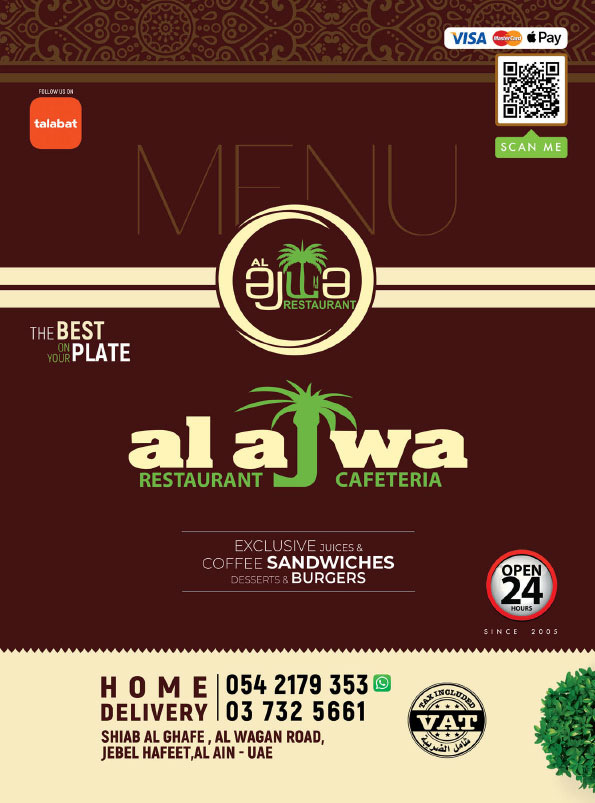 VISA MasterCard Pay
FOLLOW US ON
talabat
SCAN ME
MENU
AL
ajwa
RESTAURANT
THE BEST
ON YOUR PLATE
al ajwa
RESTAURANT CAFETERIA
EXCLUSIVE JUICES &
COFFEE SANDWICHES
DESSERTS & BURGERS
OPEN
24
HOURS
SINCE 2005
HOME DELIVERY
054 2179 353
03 732 5661
SHIAB AL GHAFE , AL WAGAN ROAD,
JEBEL HAFEET,AL AIN - UAE
TAX INCLUDED
VAT
شامل الضريبة